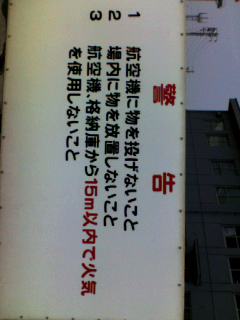 警告
1 航空機に物を投げないこと
2 場内に物を放置しないこと
3 航空機、格納庫から15m以内で火気
を使用しないこと